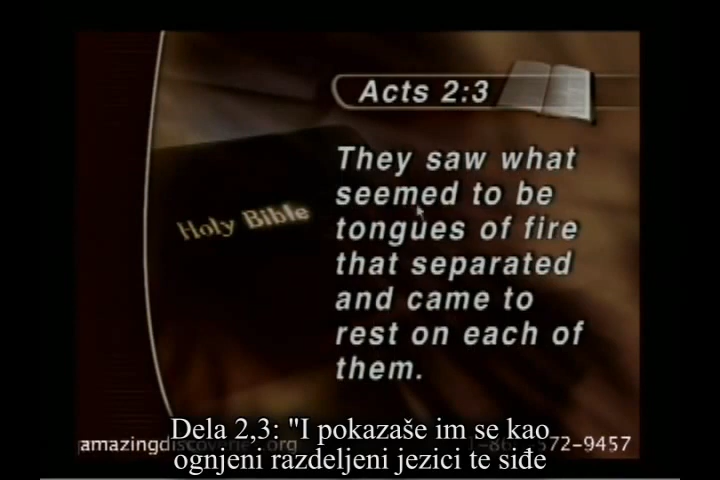 Acts 2:3
They saw what
seemed to be
tongues of fire
that separated
and came to
rest on each of
them.
Holy Bible
Dela 2,3: "I pokazaše im se kao
ognjeni razdeljeni jezici te siđe
572-9457